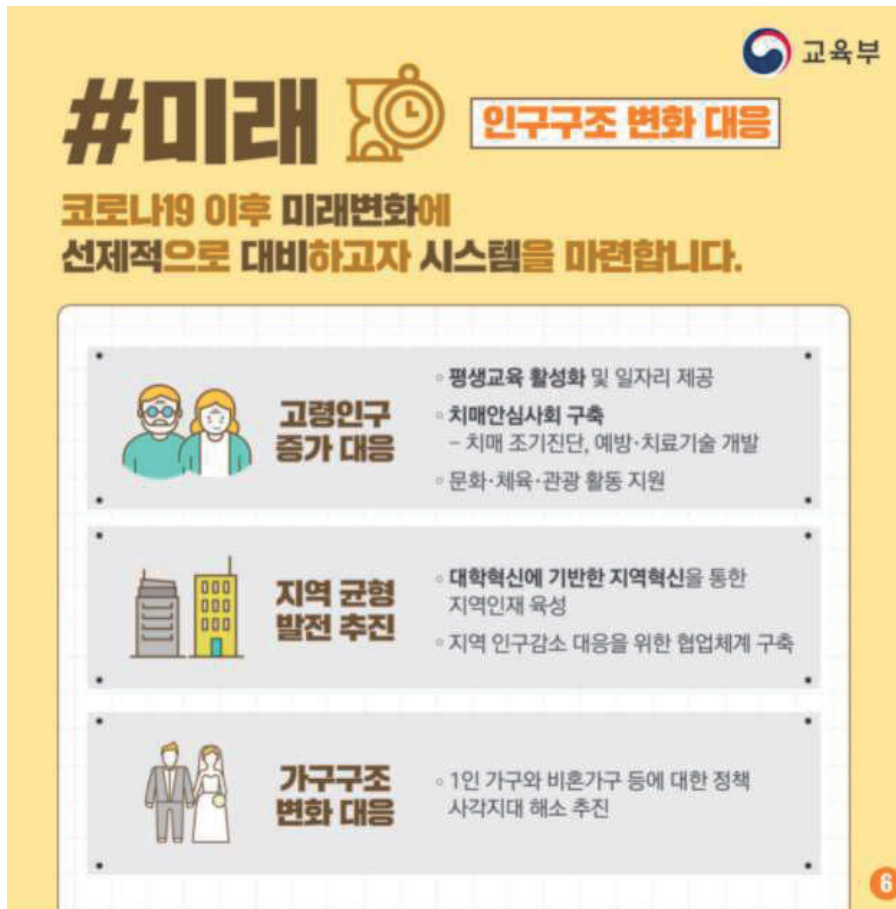 교육부
#미래
인구구조 변화 대응
코로나19 이후 미래변화에
선제적으로 대비하고자 시스템을 마련합니다.
고령인구
증가 대응
◦ 평생교육 활성화 및 일자리 제공
◦ 치매안심사회 구축
– 치매 조기진단, 예방·치료기술 개발
◦ 문화·체육·관광 활동 지원
지역 균형
발전 추진
◦ 대학혁신에 기반한 지역혁신을 통한
지역인재 육성
◦ 지역 인구감소 대응을 위한 협업체계 구축
가구구조
변화 대응
◦ 1인 가구와 비혼가구 등에 대한 정책
사각지대 해소 추진
6